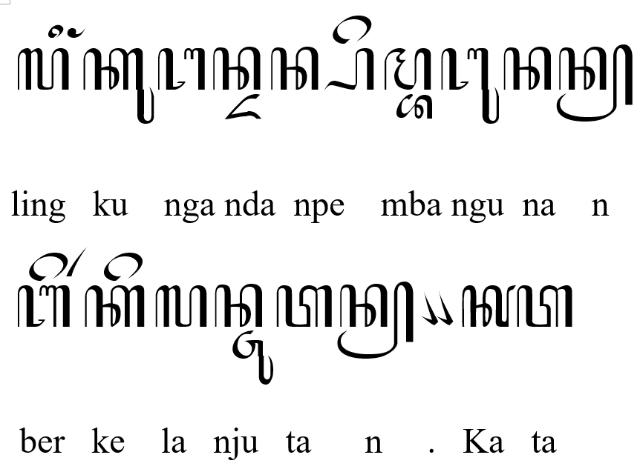 ꦭꦶꦁꦏꦸꦔꦤ꧀ꦢꦤ꧀ꦥꦼꦩ꧀ꦧꦔꦸꦤꦤ꧀
ling ku nga nda npe mba ngu na n
ꦧꦼꦂꦏꦼꦭꦤ꧀ꦗꦸꦠꦤ꧀꧉ꦏꦠ
ber ke la nju ta n . Ka ta